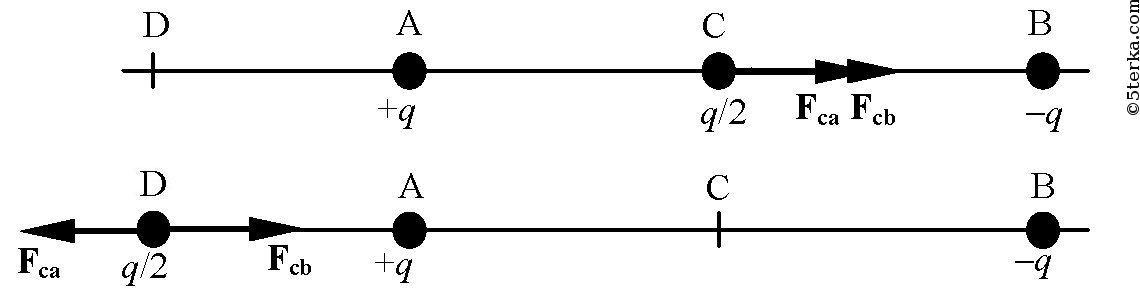 D A C B
+q q/2 Fca Fcb −q
D A C B
Fca q/2 Fcb +q −q
©5terka.com